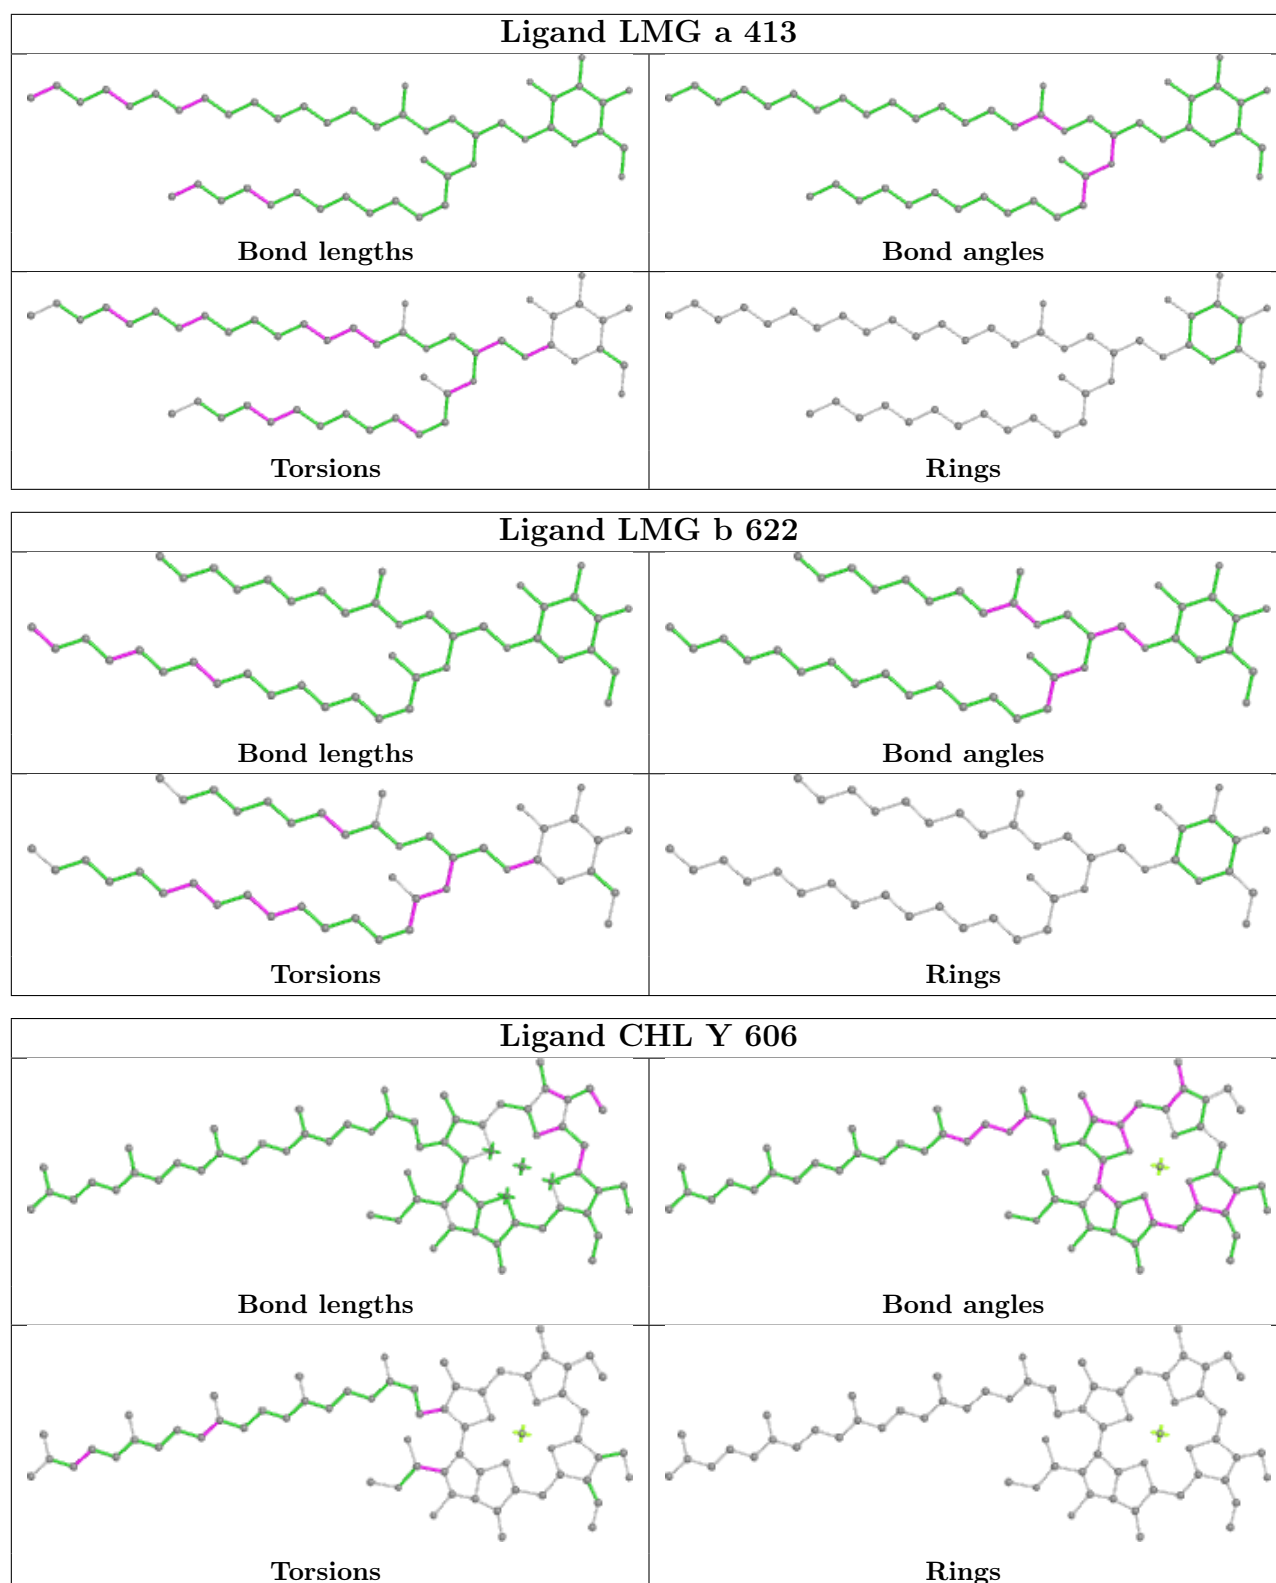 Ligand LMG a 413
Bond lengths
Bond angles
Torsions
Rings
Ligand LMG b 622
Bond lengths
Bond angles
Torsions
Rings
Ligand CHL Y 606
Bond lengths
Bond angles
Torsions
Rings